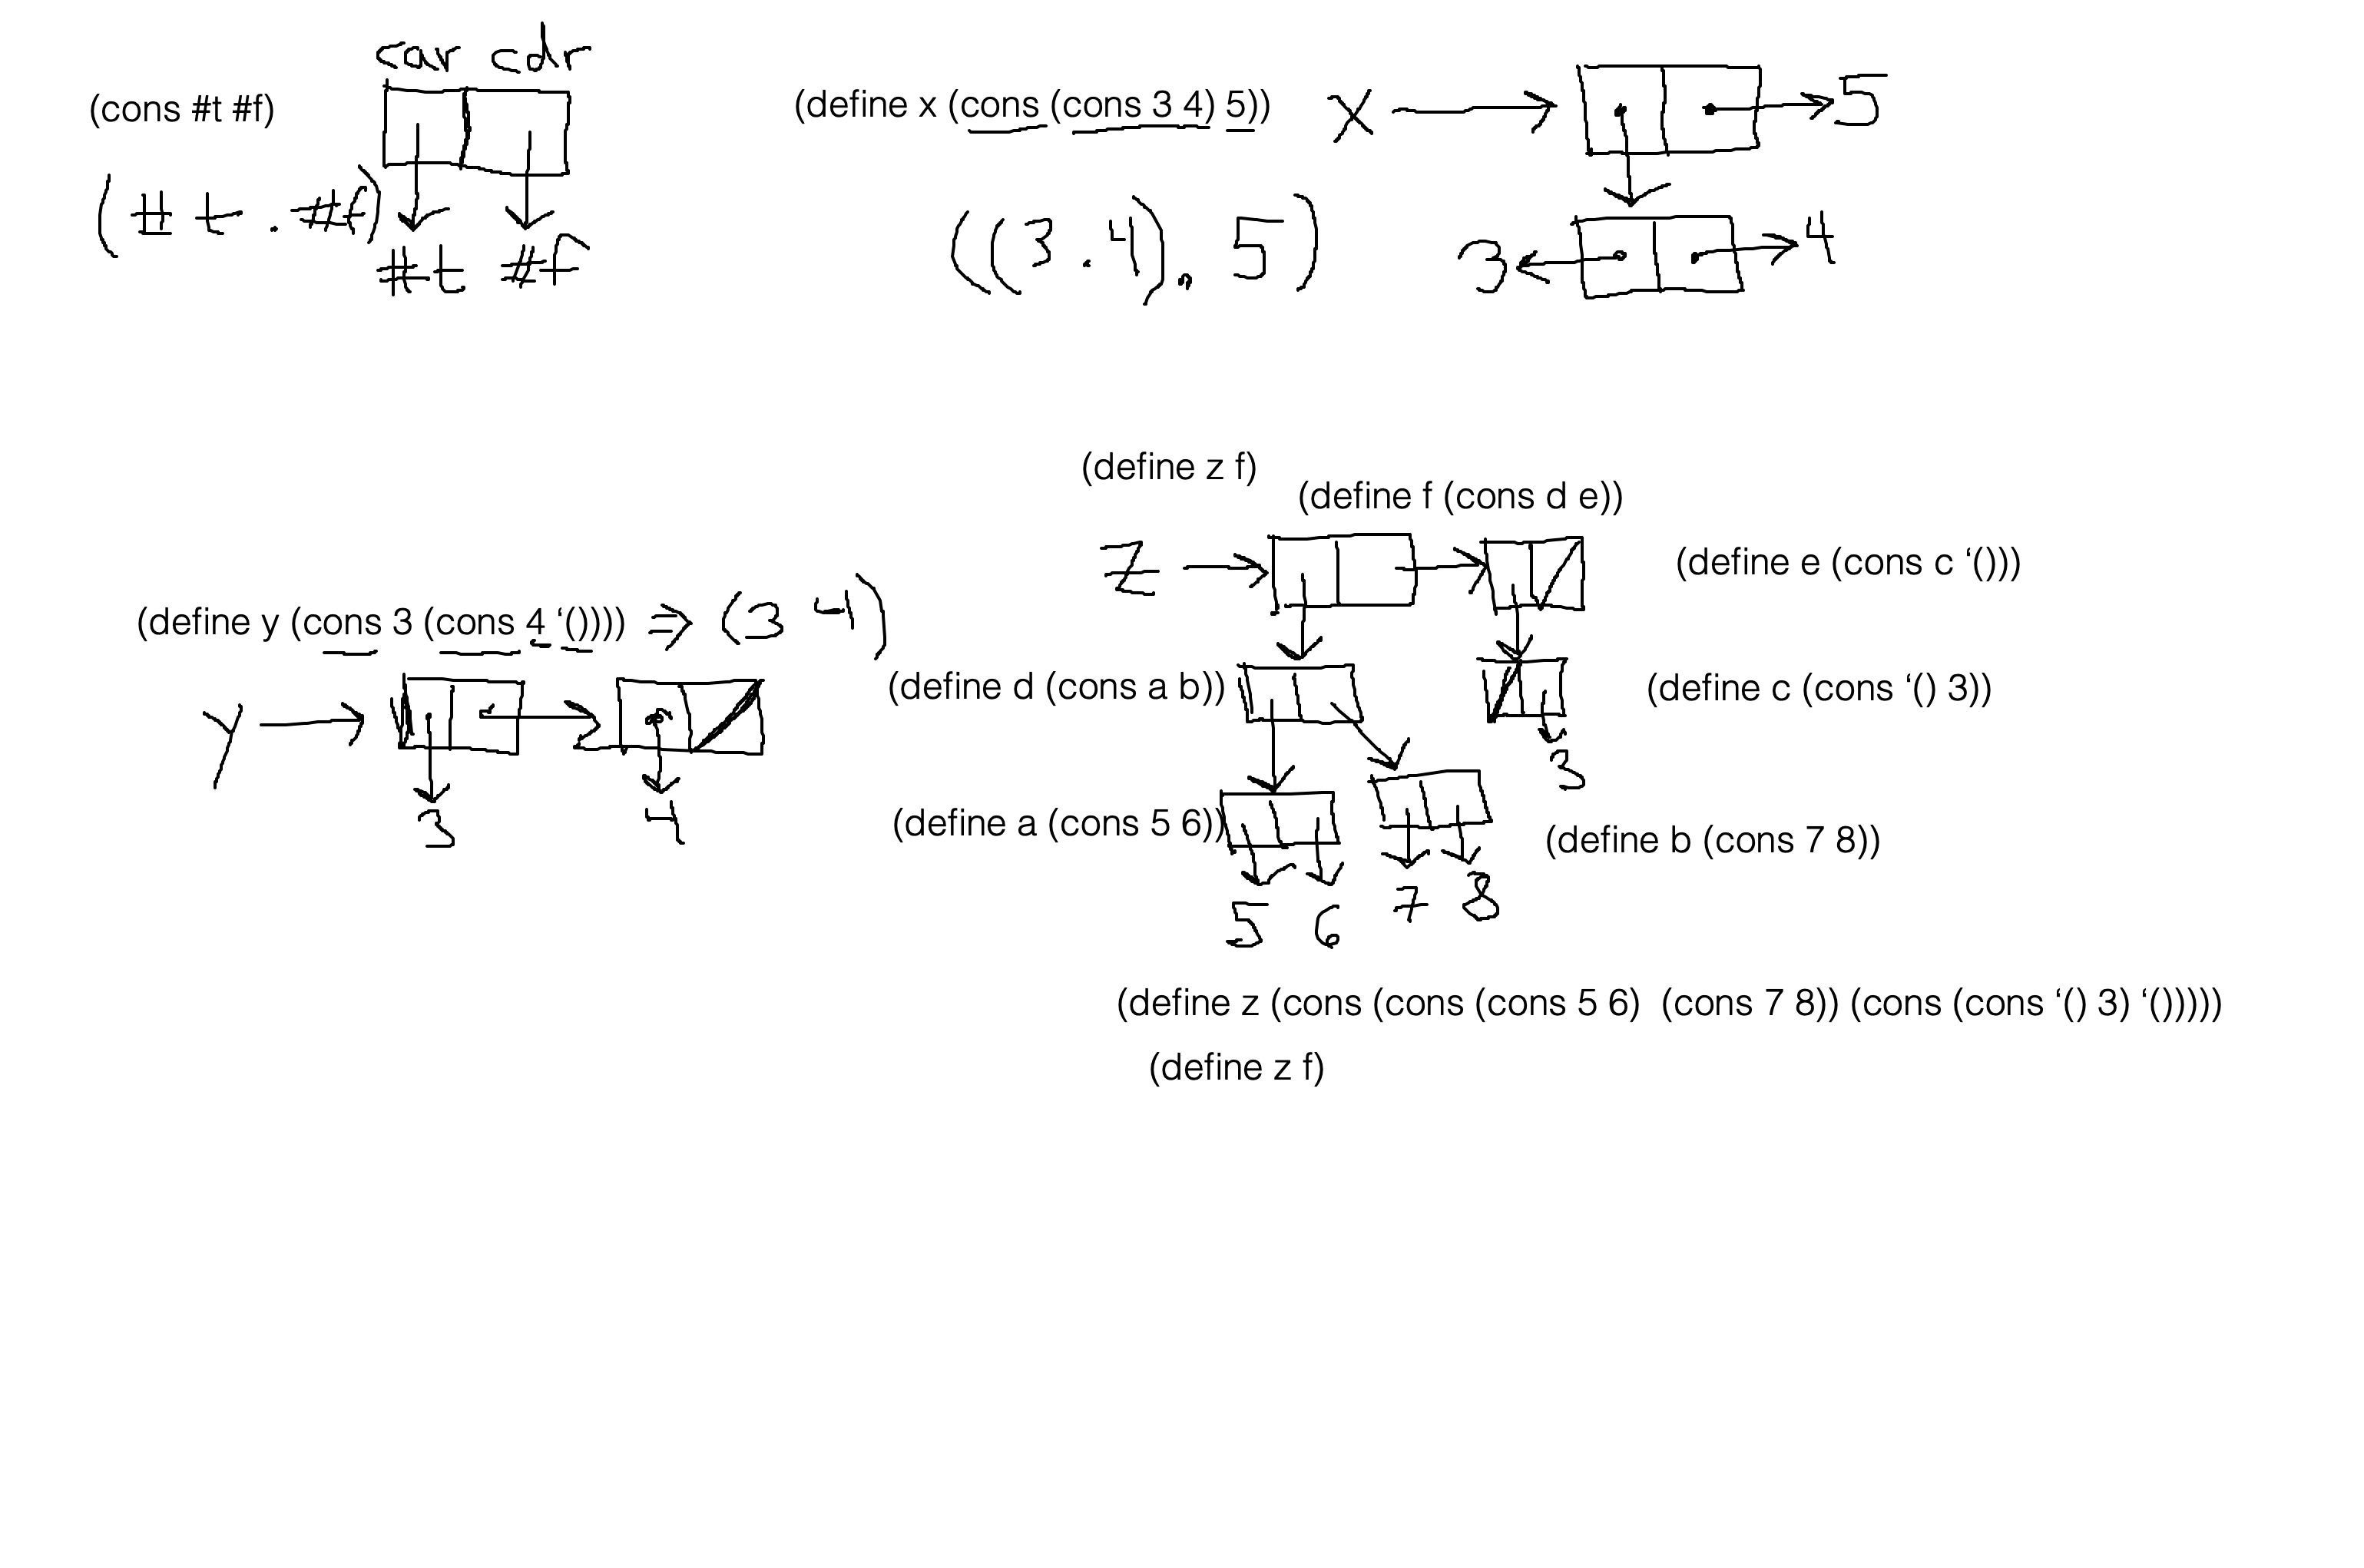 car cdr
(cons #t #f)
(#t . #f)
#t #f
(define x (cons (cons 3 4) 5))
x 5
((3 . 4) . 5)
3 4
(define y (cons 3 (cons 4 ‘()))) ⇒ (3 4)
y
3 4
(define z f)
(define f (cons d e))
z
(define e (cons c ‘()))
(define d (cons a b))
(define c (cons ‘() 3))
3
(define a (cons 5 6))
(define b (cons 7 8))
5 6 7 8
(define z (cons (cons (cons 5 6)  (cons 7 8)) (cons (cons ‘() 3) ‘()))))
(define z f)